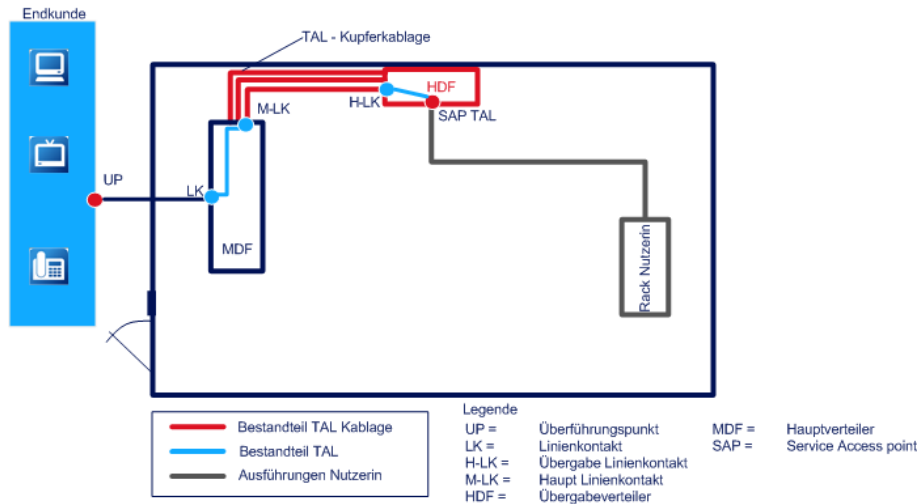 Endkunde
TAL - Kupferkablage
HDF
H-LK
M-LK
SAP TAL
UP
LK
MDF
Rack Nutzerin
Bestandteil TAL Kablage
Bestandteil TAL
Ausführungen Nutzerin
Legende
UP = Überführungspunkt MDF = Hauptverteiler
LK = Linienkontakt SAP = Service Access point
H-LK = Übergabe Linienkontakt
M-LK = Haupt Linienkontakt
HDF = Übergabeverteiler